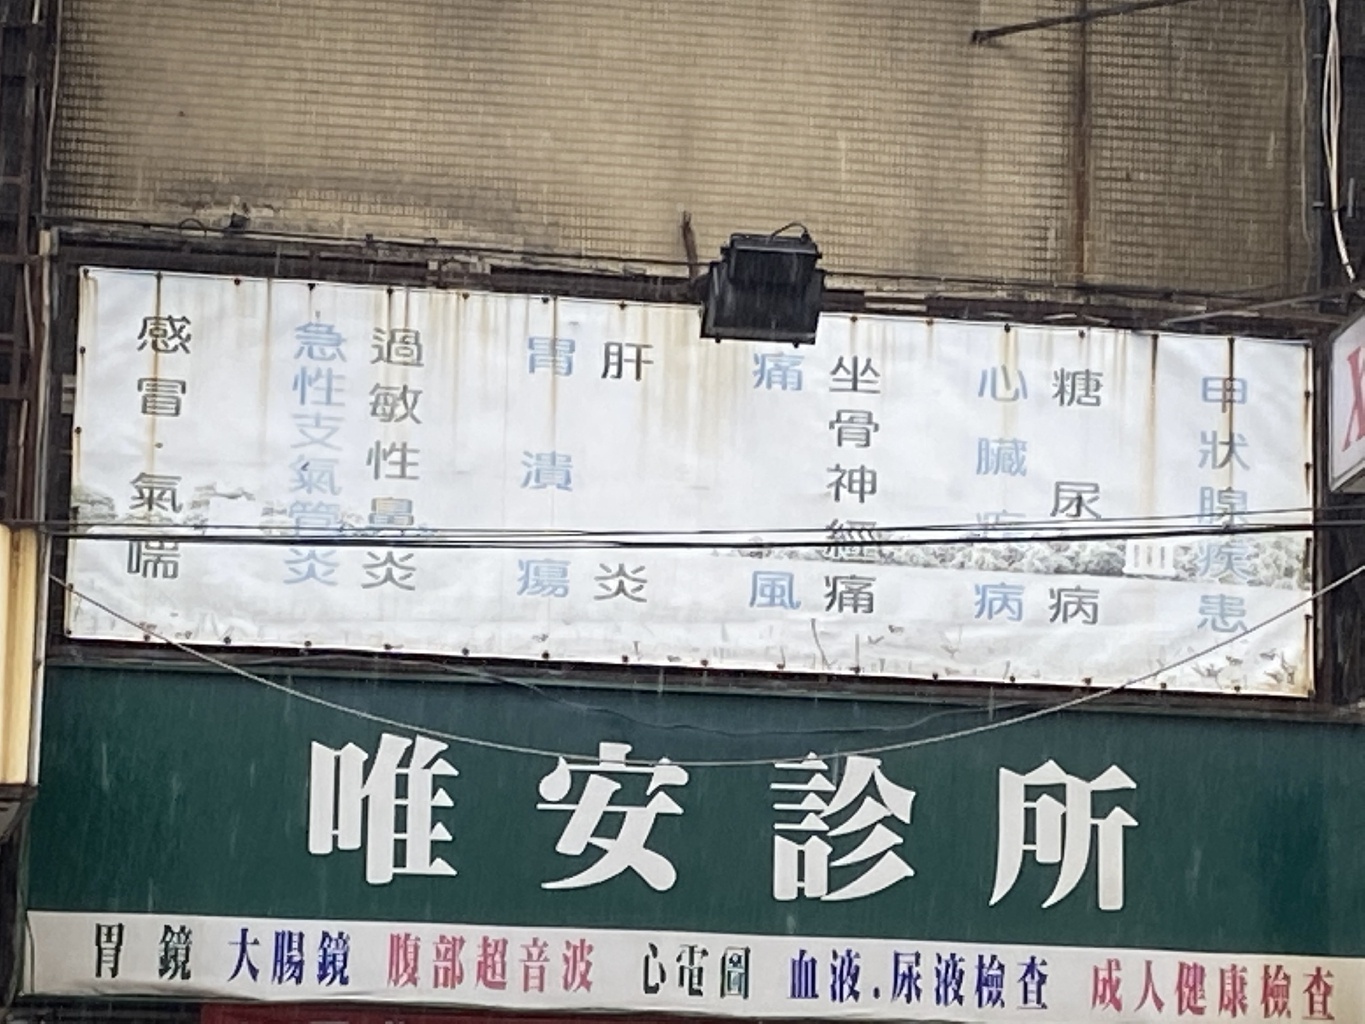 感冒．氣喘
急性支氣管炎
過敏性鼻炎
胃潰瘍
肝炎
痛風
坐骨神經痛
心臟疾病
糖尿病
甲狀腺疾患
唯安診所
胃鏡 大腸鏡 腹部超音波 心電圖 血液.尿液檢查 成人健康檢查